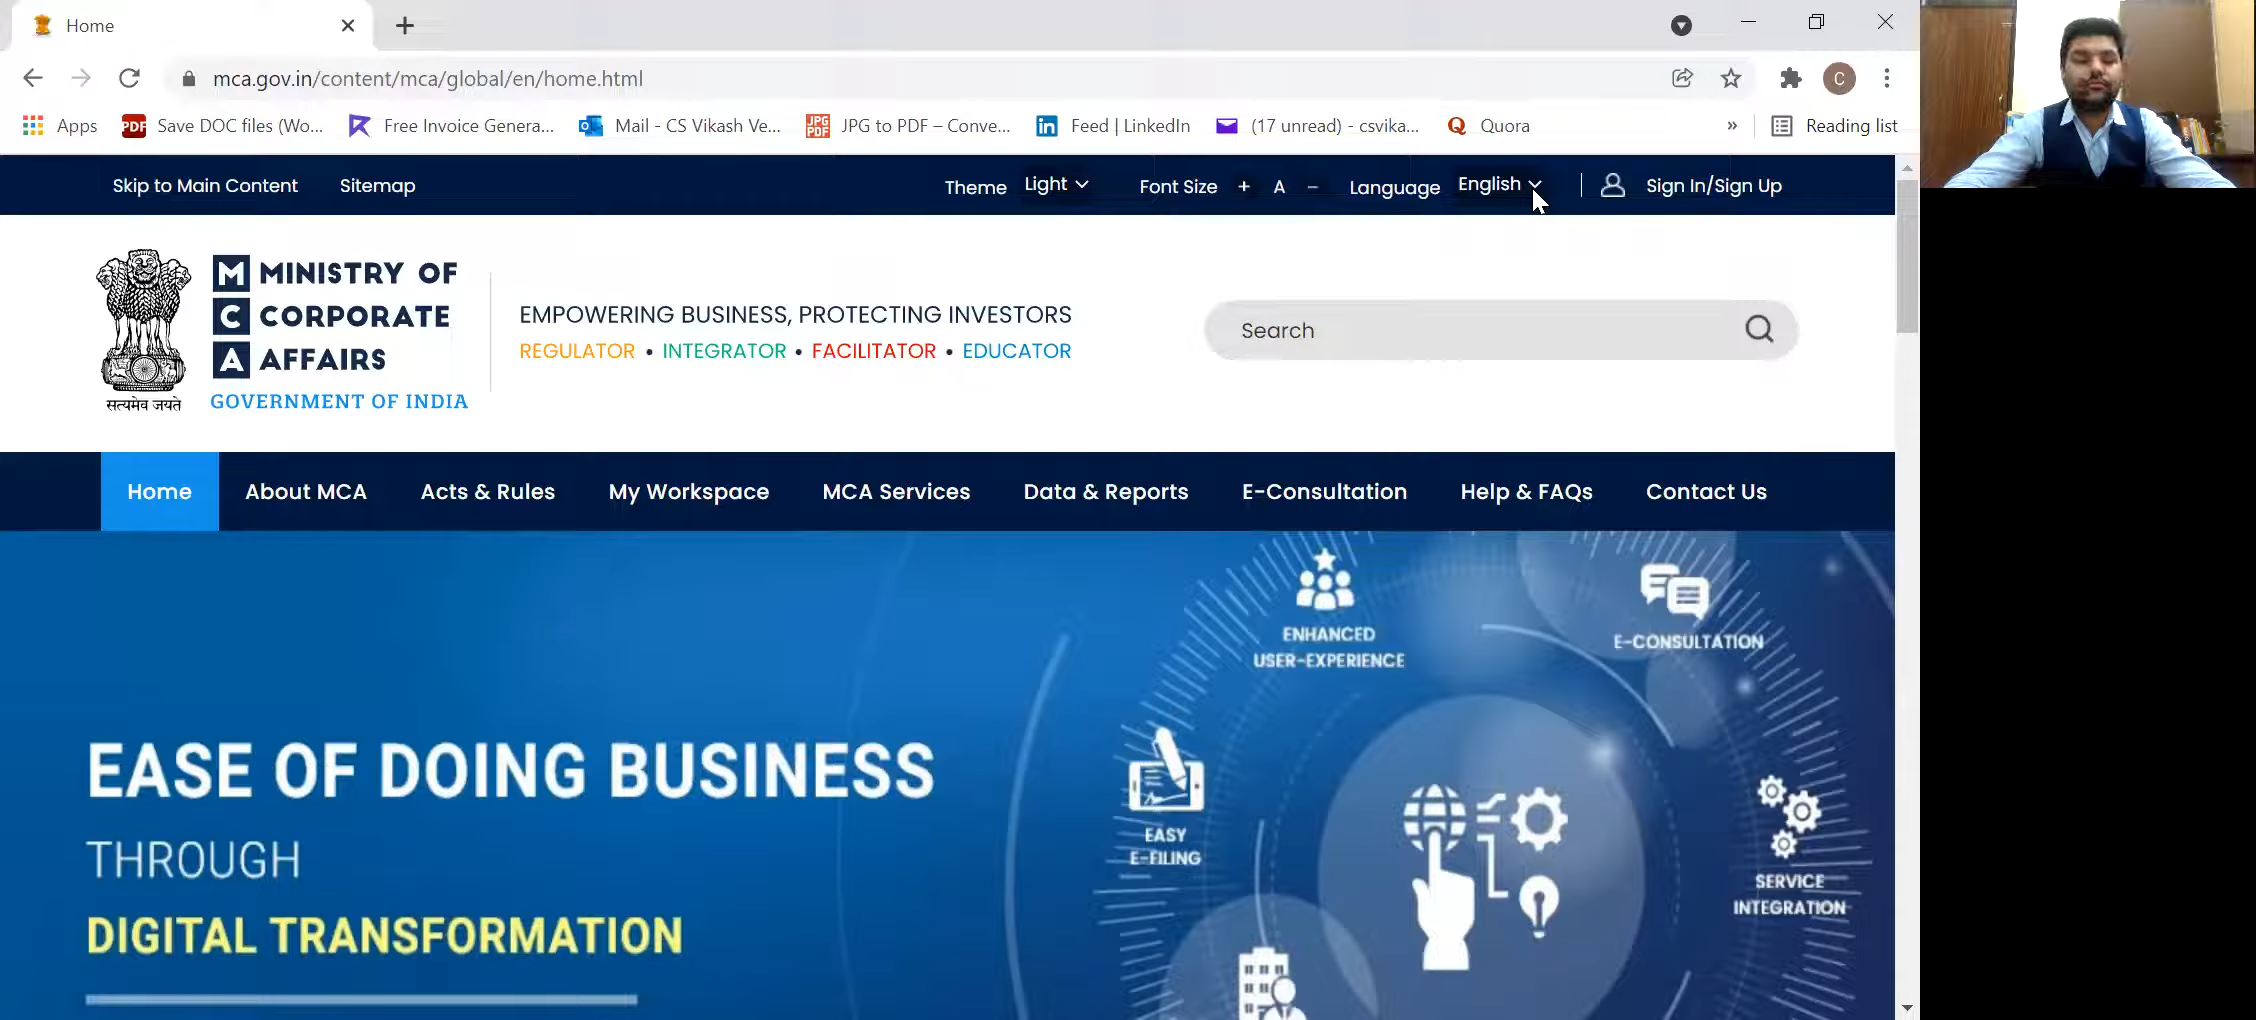 Home
mca.gov.in/content/mca/global/en/home.html
C
Apps
PDF Save DOC files (Wo...
Free Invoice Genera...
Mail - CS Vikash Ve...
JPG PDF JPG to PDF – Conve...
in Feed | LinkedIn
(17 unread) - csvika...
Q Quora
»
Reading list
Skip to Main Content
Sitemap
Theme Light
Font Size + A –
Language English
Sign In/Sign Up
सत्यमेव जयते
MCA
MINISTRY OF
CORPORATE
AFFAIRS
GOVERNMENT OF INDIA
EMPOWERING BUSINESS, PROTECTING INVESTORS
REGULATOR • INTEGRATOR • FACILITATOR • EDUCATOR
Search
Home About MCA Acts & Rules My Workspace MCA Services Data & Reports E-Consultation Help & FAQs Contact Us
EASE OF DOING BUSINESS
THROUGH
DIGITAL TRANSFORMATION
ENHANCED
USER-EXPERIENCE
E-CONSULTATION
EASY
E-FILING
SERVICE
INTEGRATION